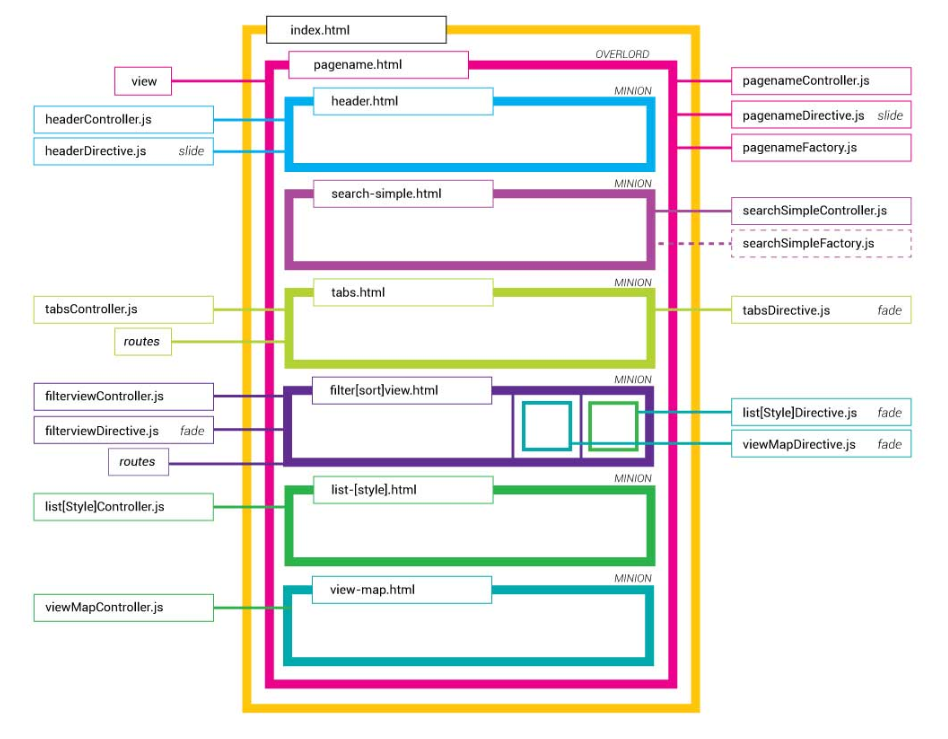 index.html
OVERLORD
pagename.html
view
pagenameController.js
MINION
header.html
headerController.js
pagenameDirective.js slide
headerDirective.js slide
pagenameFactory.js
MINION
search-simple.html
searchSimpleController.js
searchSimpleFactory.js
MINION
tabs.html
tabsController.js
tabsDirective.js fade
routes
MINION
filter[sort]view.html
filterviewController.js
list[Style]Directive.js fade
filterviewDirective.js fade
viewMapDirective.js fade
routes
MINION
list-[style].html
list[Style]Controller.js
MINION
view-map.html
viewMapController.js